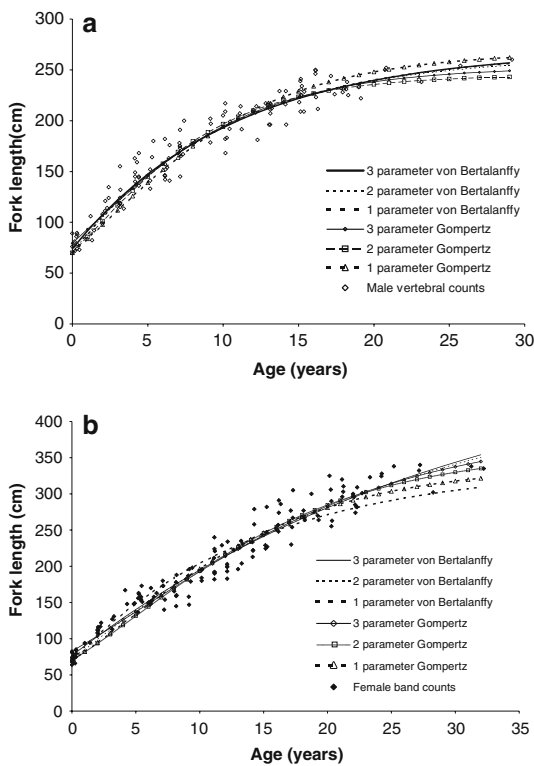 a
300
250
200
150
100
50
0
Fork length(cm)
3 parameter von Bertalanffy
2 parameter von Bertalanffy
1 parameter von Bertalanffy
3 parameter Gompertz
2 parameter Gompertz
1 parameter Gompertz
Male vertebral counts
0 5 10 15 20 25 30
Age (years)
b
400
350
300
250
200
150
100
50
0
Fork length (cm)
3 parameter von Bertalanffy
2 parameter von Bertalanffy
1 parameter von Bertalanffy
3 parameter Gompertz
2 parameter Gompertz
1 parameter Gompertz
Female band counts
0 5 10 15 20 25 30 35
Age (years)